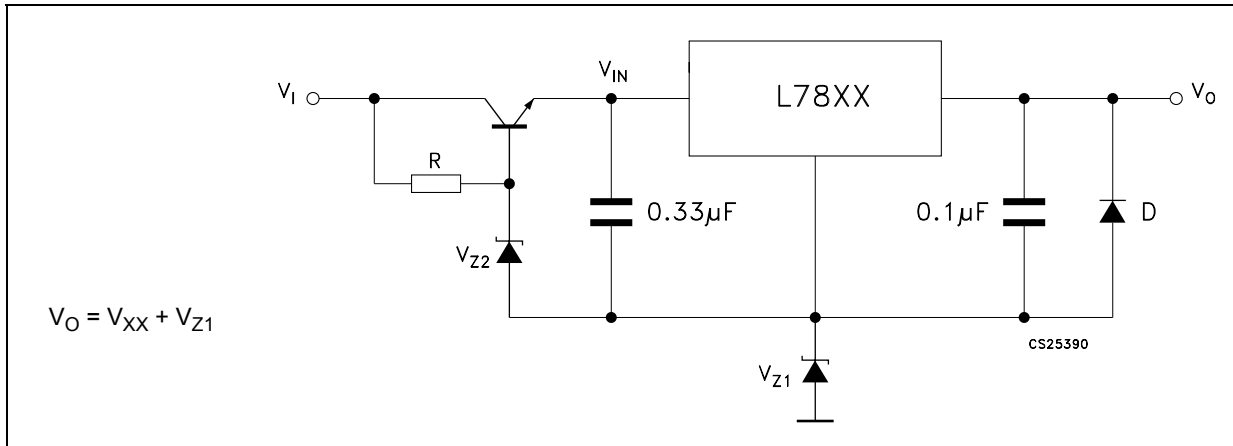 V_IN
L78XX
V_I
V_O
R
0.33µF
0.1µF
D
V_Z2
V_O = V_XX + V_Z1
CS25390
V_Z1